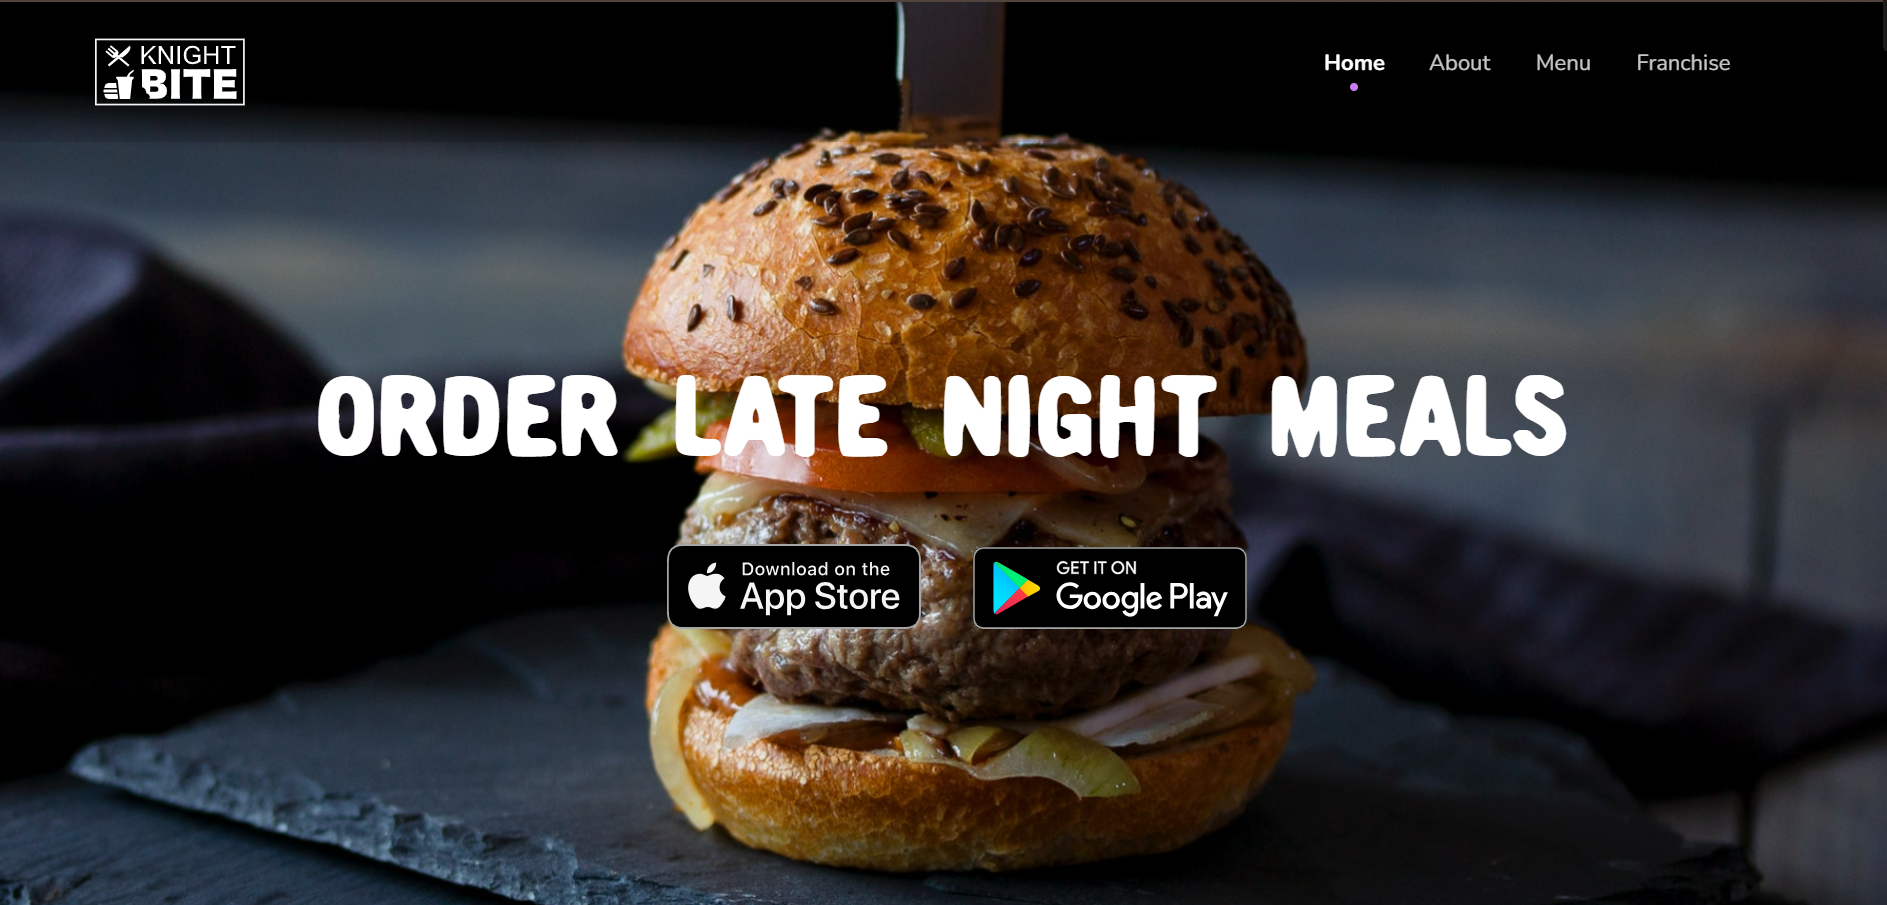 KNIGHT
BITE
Home
About
Menu
Franchise
ORDER LATE NIGHT MEALS
Download on the
App Store
GET IT ON
Google Play